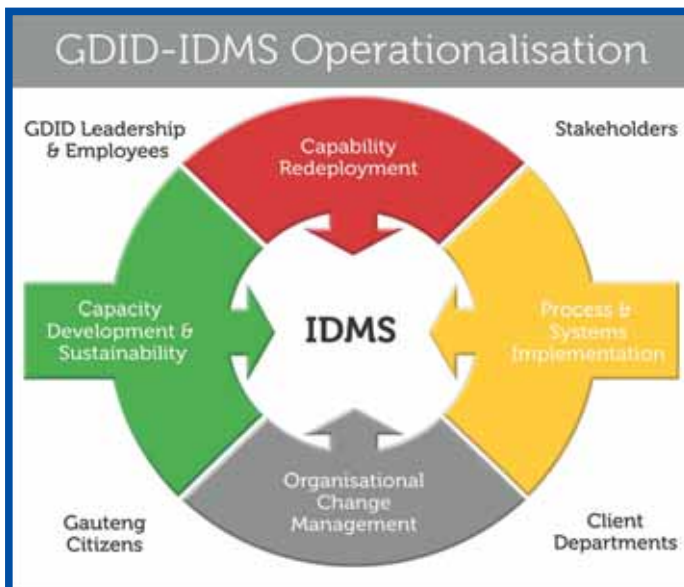 GDID-IDMS Operationalisation
GDID Leadership
& Employees
Stakeholders
Capability
Redeployment
Capacity
Development &
Sustainability
IDMS
Process &
Systems
Implementation
Organisational
Change
Management
Gauteng
Citizens
Client
Departments